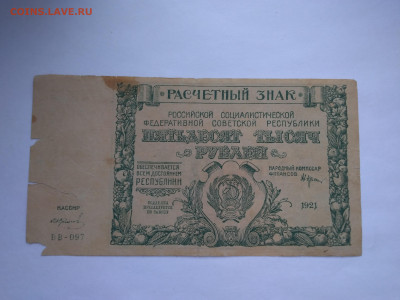 COINS.LAVE.RU
РАСЧЕТНЫЙ ЗНАК
РОССИЙСКОЙ СОЦИАЛИСТИЧЕСКОЙ
ФЕДЕРАТИВНОЙ СОВЕТСКОЙ РЕСПУБЛИКИ
ПЯТЬДЕСЯТ ТЫСЯЧ
РУБЛЕЙ
ОБЕСПЕЧИВАЕТСЯ
ВСЕМ ДОСТОЯНИЕМ
РЕСПУБЛИКИ
НАРОДНЫЙ КОМИССАР
ФИНАНСОВ
1921
КАССИР